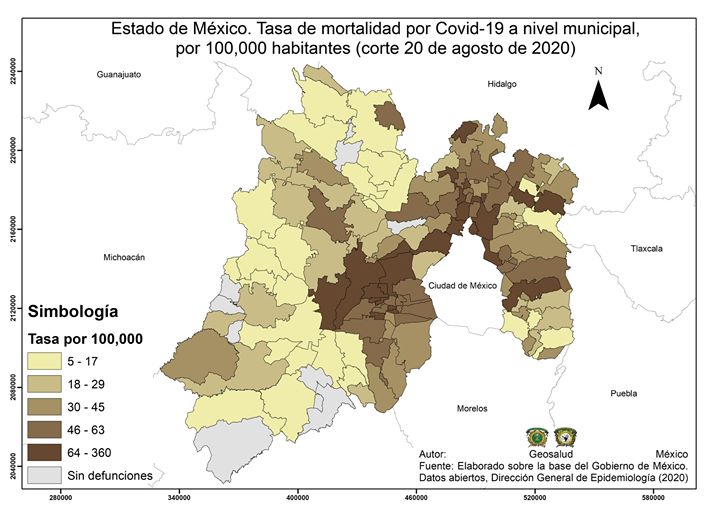 Estado de México. Tasa de mortalidad por Covid-19 a nivel municipal,
por 100,000 habitantes (corte 20 de agosto de 2020)
2240000
2200000
2160000
2120000
2080000
2040000
Guanajuato
Hidalgo
N
Michoacán
Tlaxcala
Ciudad de México
Puebla
Morelos
Simbología
Tasa por 100,000
5 - 17
18 - 29
30 - 45
46 - 63
64 - 360
Sin defunciones
Autor: Geosalud México
Fuente: Elaborado sobre la base del Gobierno de México.
Datos abiertos, Dirección General de Epidemiología (2020)
280000 340000 400000 460000 520000 580000